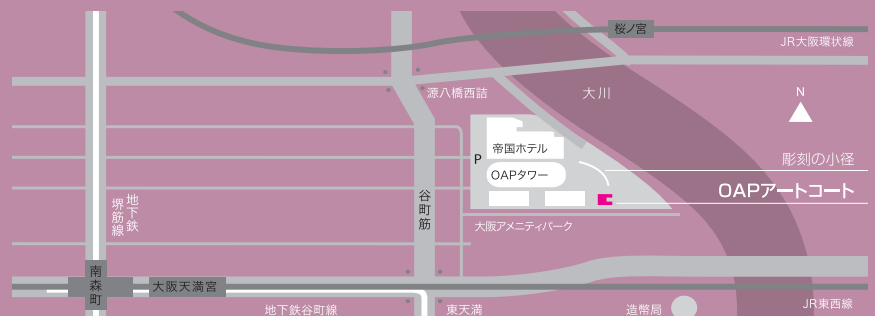 桜ノ宮
JR大阪環状線
源八橋西詰
大川
N
帝国ホテル
P
彫刻の小径
OAPタワー
OAPアートコート
谷町筋
地下鉄
堺筋線
大阪アメニティパーク
南森町
大阪天満宮
地下鉄谷町線
東天満
造幣局
JR東西線